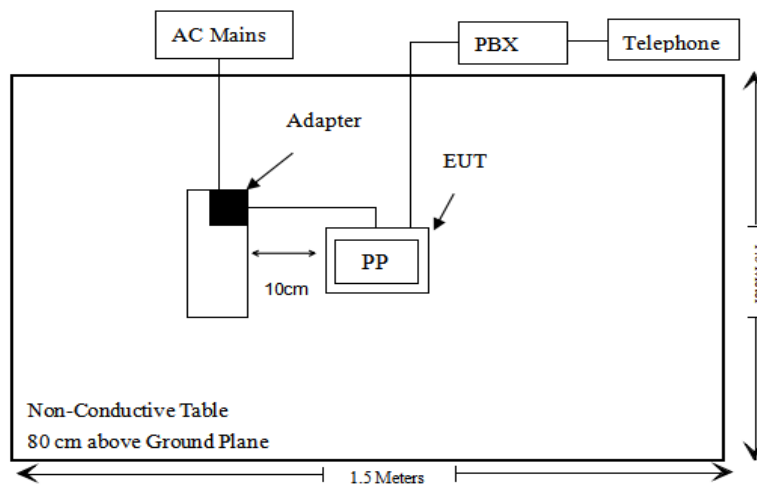 AC Mains
PBX
Telephone
Adapter
EUT
PP
10cm
Non-Conductive Table
80 cm above Ground Plane
1.5 Meters